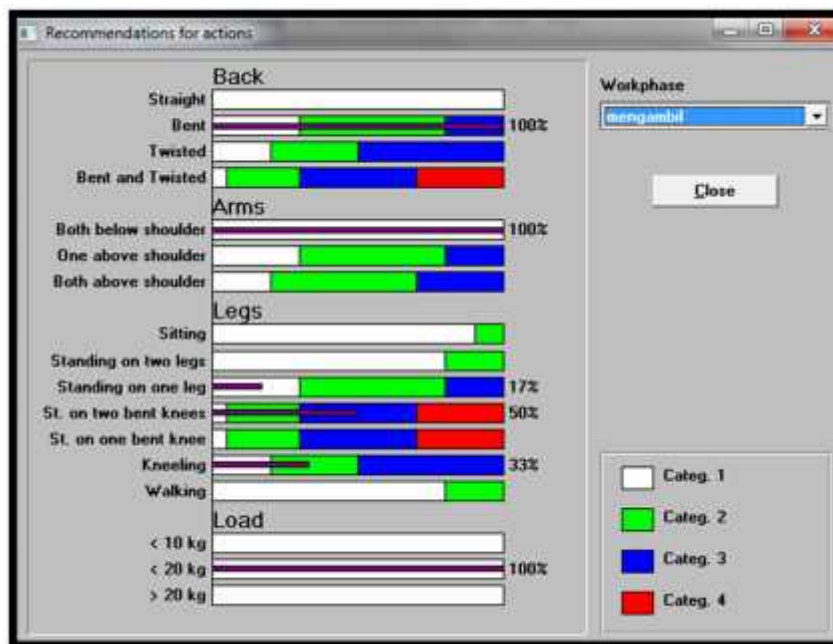 Recommendations for actions
Back
Straight
Bent 100%
Twisted
Bent and Twisted
Arms
Both below shoulder 100%
One above shoulder
Both above shoulder
Legs
Sitting
Standing on two legs
Standing on one leg 17%
St. on two bent knees 50%
St. on one bent knee
Kneeling 33%
Walking
Load
< 10 kg
< 20 kg 100%
> 20 kg
Workphase
mengambil
Close
Categ. 1
Categ. 2
Categ. 3
Categ. 4